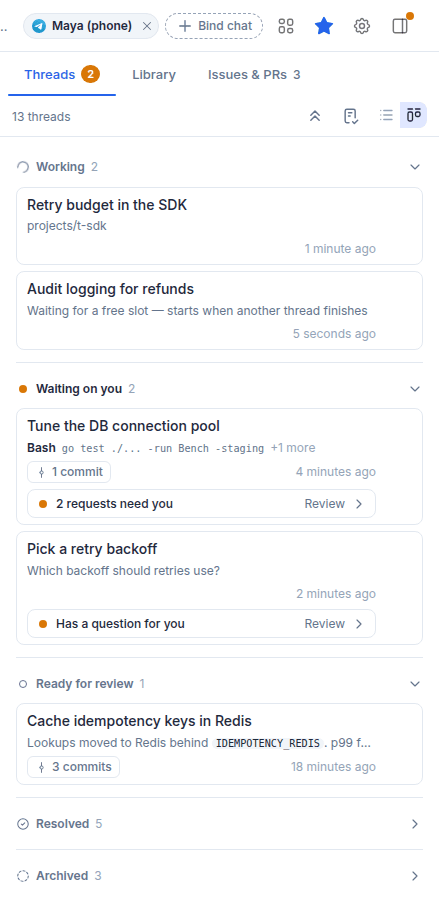 ..
Maya (phone)
Bind chat
Threads 2
Library
Issues & PRs 3
13 threads
Working 2
Retry budget in the SDK
projects/t-sdk
1 minute ago
Audit logging for refunds
Waiting for a free slot — starts when another thread finishes
5 seconds ago
Waiting on you 2
Tune the DB connection pool
Bash go test ./... -run Bench -staging +1 more
1 commit
4 minutes ago
2 requests need you
Review
Pick a retry backoff
Which backoff should retries use?
2 minutes ago
Has a question for you
Review
Ready for review 1
Cache idempotency keys in Redis
Lookups moved to Redis behind IDEMPOTENCY_REDIS . p99 f...
3 commits
18 minutes ago
Resolved 5
Archived 3